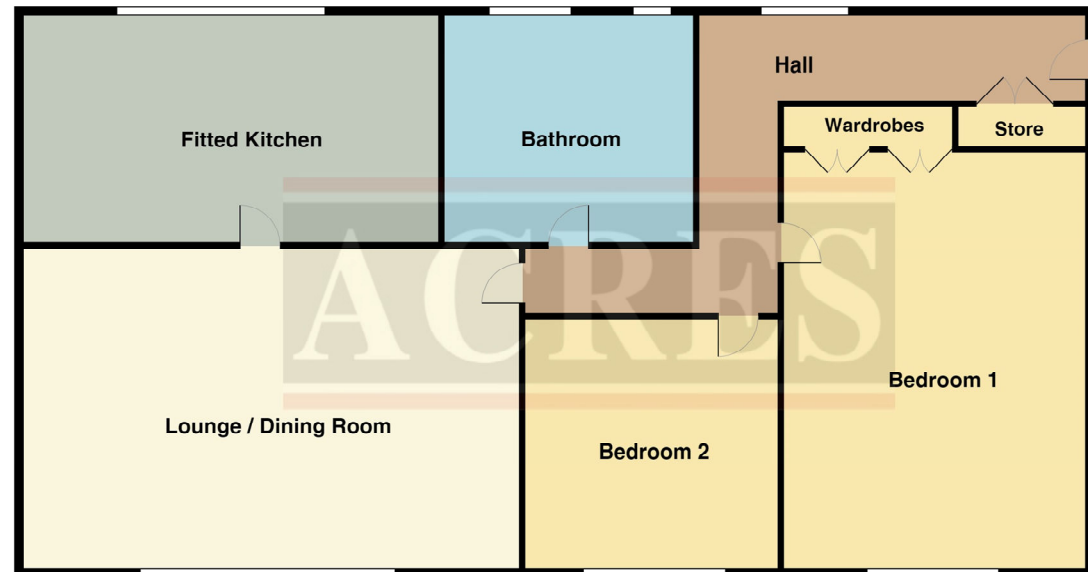 Hall
Wardrobes
Store
Fitted Kitchen
Bathroom
ACRES
Bedroom 1
Lounge / Dining Room
Bedroom 2